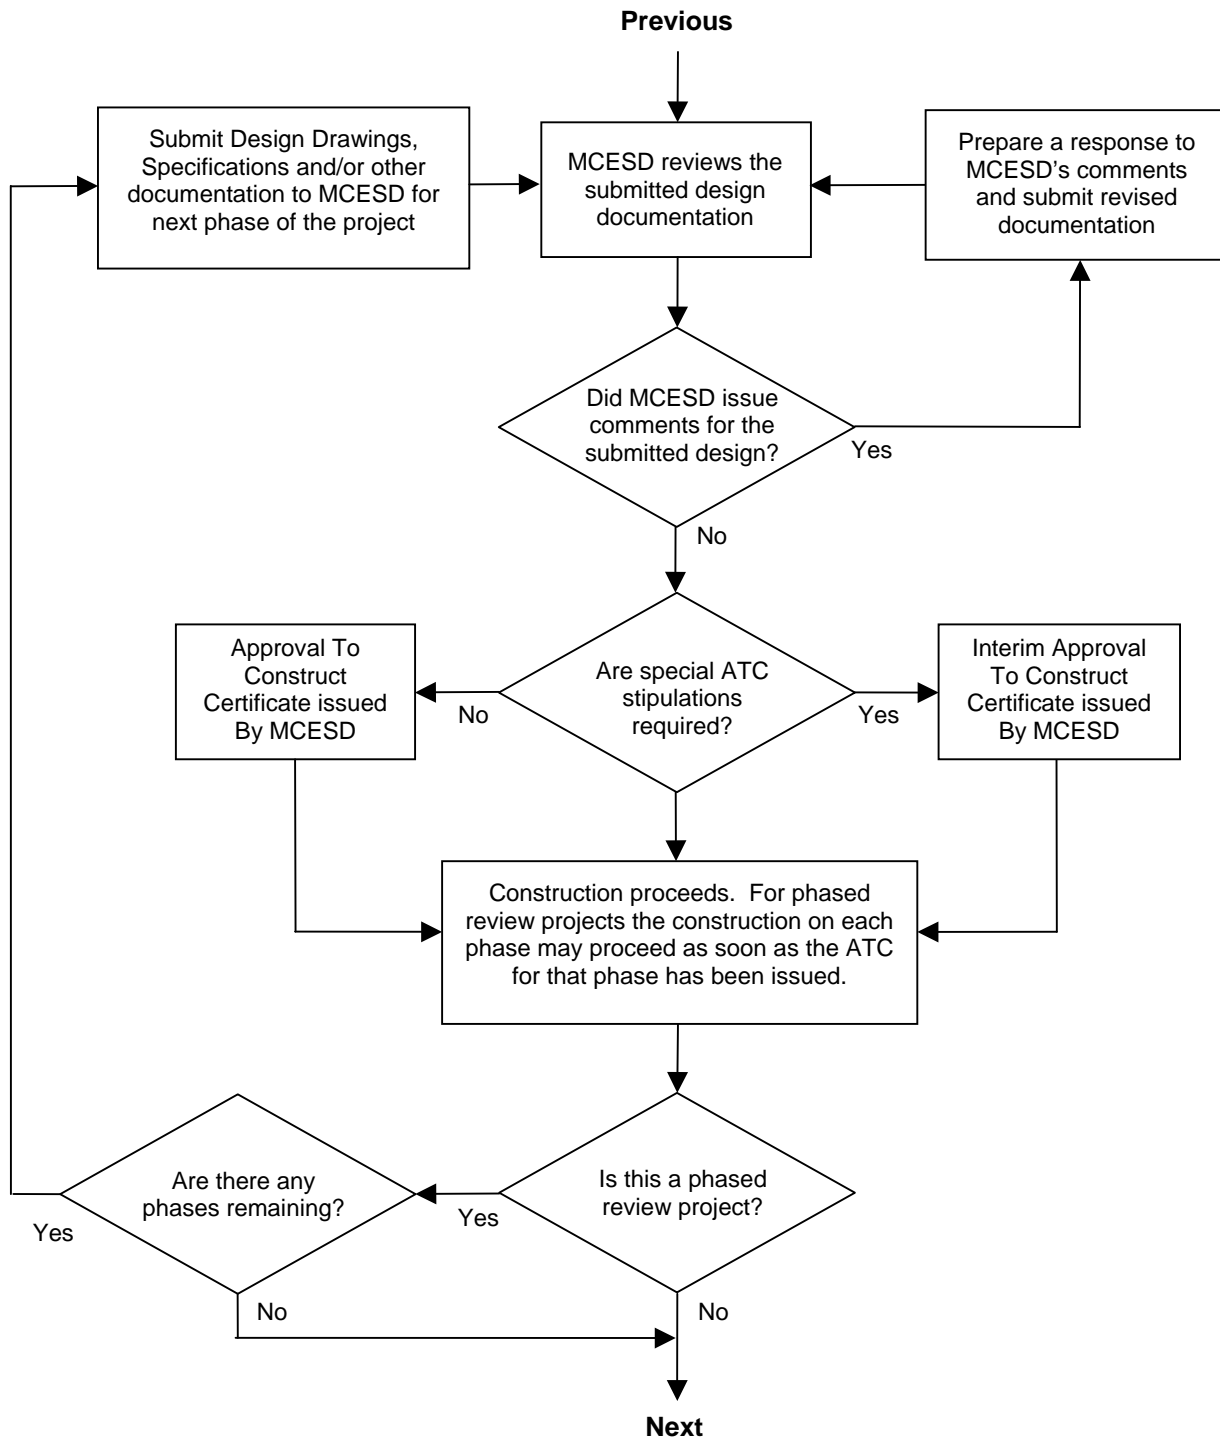 Previous
Submit Design Drawings,
Specifications and/or other
documentation to MCESD for
next phase of the project
MCESD reviews the
submitted design
documentation
Prepare a response to
MCESD's comments
and submit revised
documentation
Did MCESD issue
comments for the
submitted design?
Yes
No
Approval To
Construct
Certificate issued
By MCESD
No
Are special ATC
stipulations
required?
Yes
Interim Approval
To Construct
Certificate issued
By MCESD
Construction proceeds. For phased
review projects the construction on each
phase may proceed as soon as the ATC
for that phase has been issued.
Are there any
phases remaining?
Yes
No
Is this a phased
review project?
Yes
No
Next